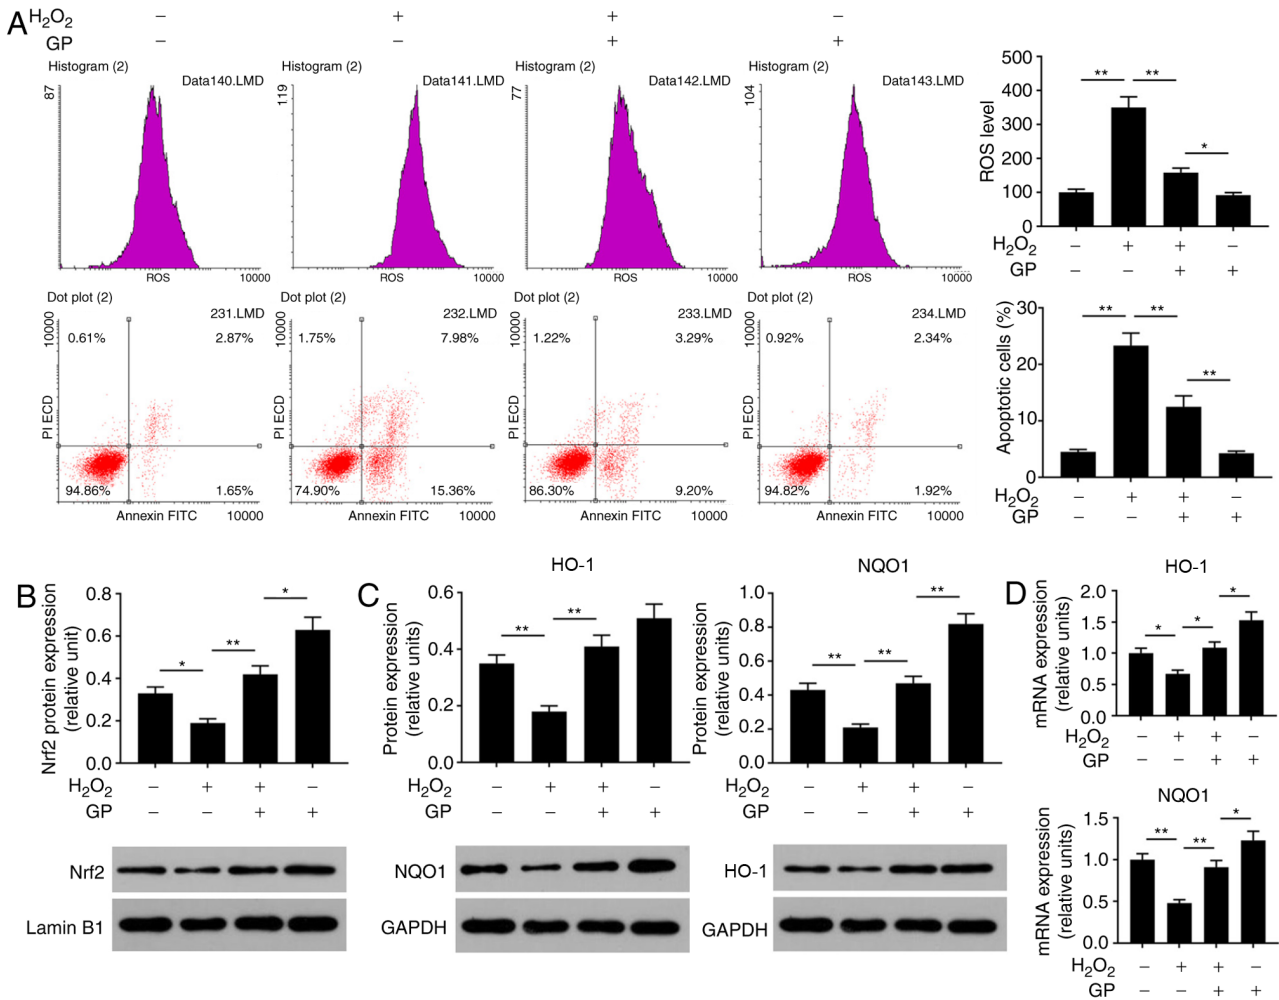 A
H2O2 − + + −
GP − − + +
Histogram (2)
Data140.LMD
87
ROS
10000
Histogram (2)
Data141.LMD
119
ROS
10000
Histogram (2)
Data142.LMD
77
ROS
10000
Histogram (2)
Data143.LMD
104
ROS
10000
ROS level
500
400
300
200
100
0
** ** *
H2O2 − + + −
GP − − + +
Dot plot (2)
231.LMD
10000
0.61% 2.87%
PI ECD
94.86% 1.65%
Annexin FITC 10000
Dot plot (2)
232.LMD
10000
1.75% 7.98%
PI ECD
74.90% 15.36%
Annexin FITC 10000
Dot plot (2)
233.LMD
10000
1.22% 3.29%
PI ECD
86.30% 9.20%
Annexin FITC 10000
Dot plot (2)
234.LMD
10000
0.92% 2.34%
PI ECD
94.82% 1.92%
Annexin FITC 10000
Apoptotic cells (%)
30
20
10
0
** ** **
H2O2 − + + −
GP − − + +
B
Nrf2 protein expression
(relative unit)
0.8
0.6
0.4
0.2
0.0
* ** *
H2O2 − + + −
GP − − + +
Nrf2
Lamin B1
C
HO-1
Protein expression
(relative units)
0.6
0.4
0.2
0.0
** **
H2O2 − + + −
GP − − + +
NQO1
GAPDH
NQO1
Protein expression
(relative units)
1.0
0.8
0.6
0.4
0.2
0.0
** ** **
− + + −
− − + +
HO-1
GAPDH
D
HO-1
mRNA expression
(relative units)
2.0
1.5
1.0
0.5
0.0
* * *
H2O2 − + + −
GP − − + +
NQO1
mRNA expression
(relative units)
1.5
1.0
0.5
0.0
** ** *
H2O2 − + + −
GP − − + +